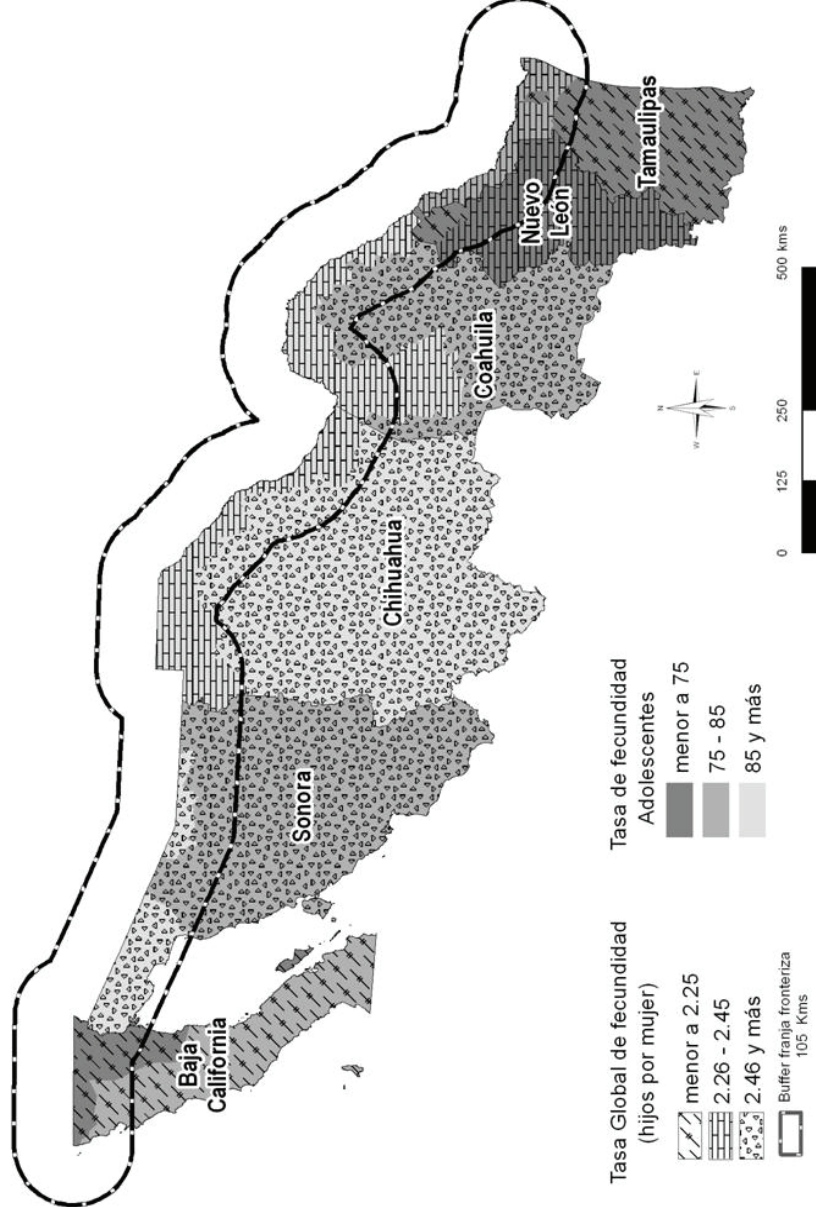 Baja
California
Sonora
Chihuahua
Coahuila
Nuevo
León
Tamaulipas
N
W
E
S
0 125 250 500 kms
Tasa Global de fecundidad
(hijos por mujer)
menor a 2.25
2.26 - 2.45
2.46 y más
Buffer franja fronteriza
105 Kms
Tasa de fecundidad
Adolescentes
menor a 75
75 - 85
85 y más